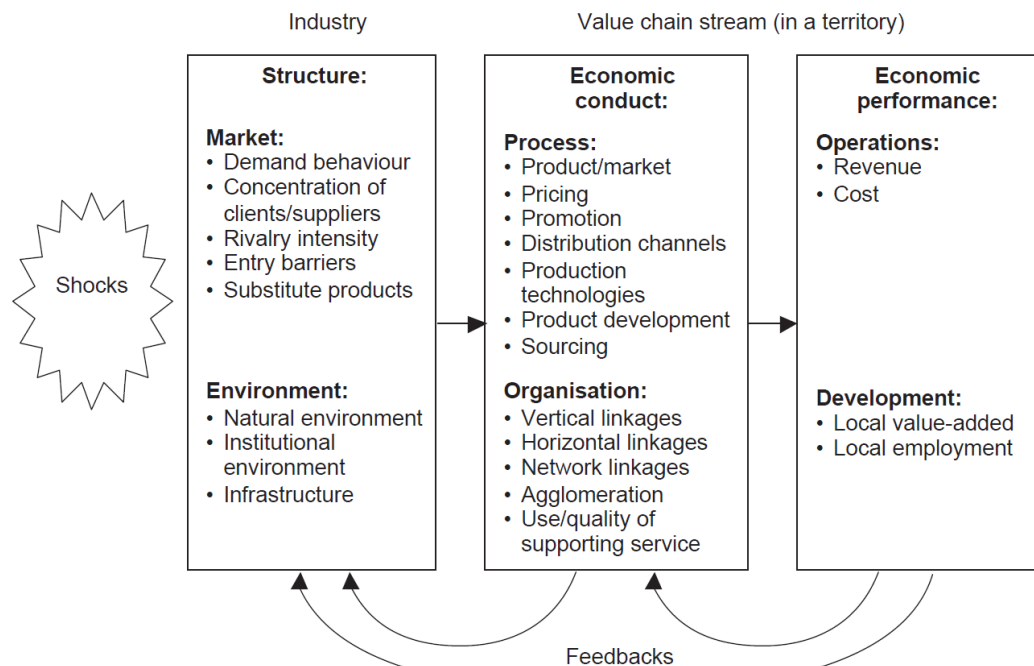 Industry
Value chain stream (in a territory)
Shocks
Structure:
Market:
• Demand behaviour
• Concentration of
clients/suppliers
• Rivalry intensity
• Entry barriers
• Substitute products
Environment:
• Natural environment
• Institutional
environment
• Infrastructure
Economic
conduct:
Process:
• Product/market
• Pricing
• Promotion
• Distribution channels
• Production
technologies
• Product development
• Sourcing
Organisation:
• Vertical linkages
• Horizontal linkages
• Network linkages
• Agglomeration
• Use/quality of
supporting service
Economic
performance:
Operations:
• Revenue
• Cost
Development:
• Local value-added
• Local employment
Feedbacks